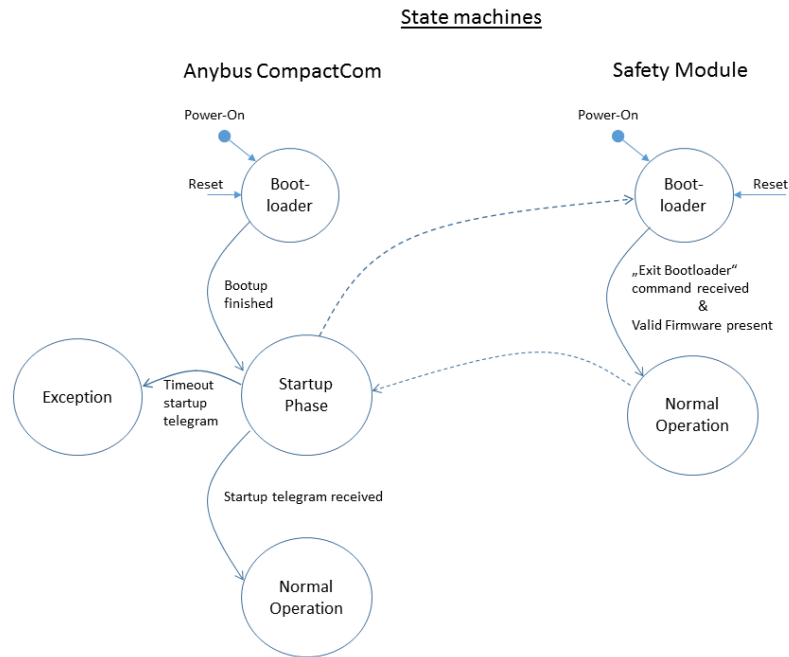 State machines
Anybus CompactCom
Safety Module
Power-On
Power-On
Reset
Boot-
loader
Boot-
loader
Reset
Bootup
finished
„Exit Bootloader“
command received
&
Valid Firmware present
Exception
Timeout
startup
telegram
Startup
Phase
Normal
Operation
Startup telegram received
Normal
Operation